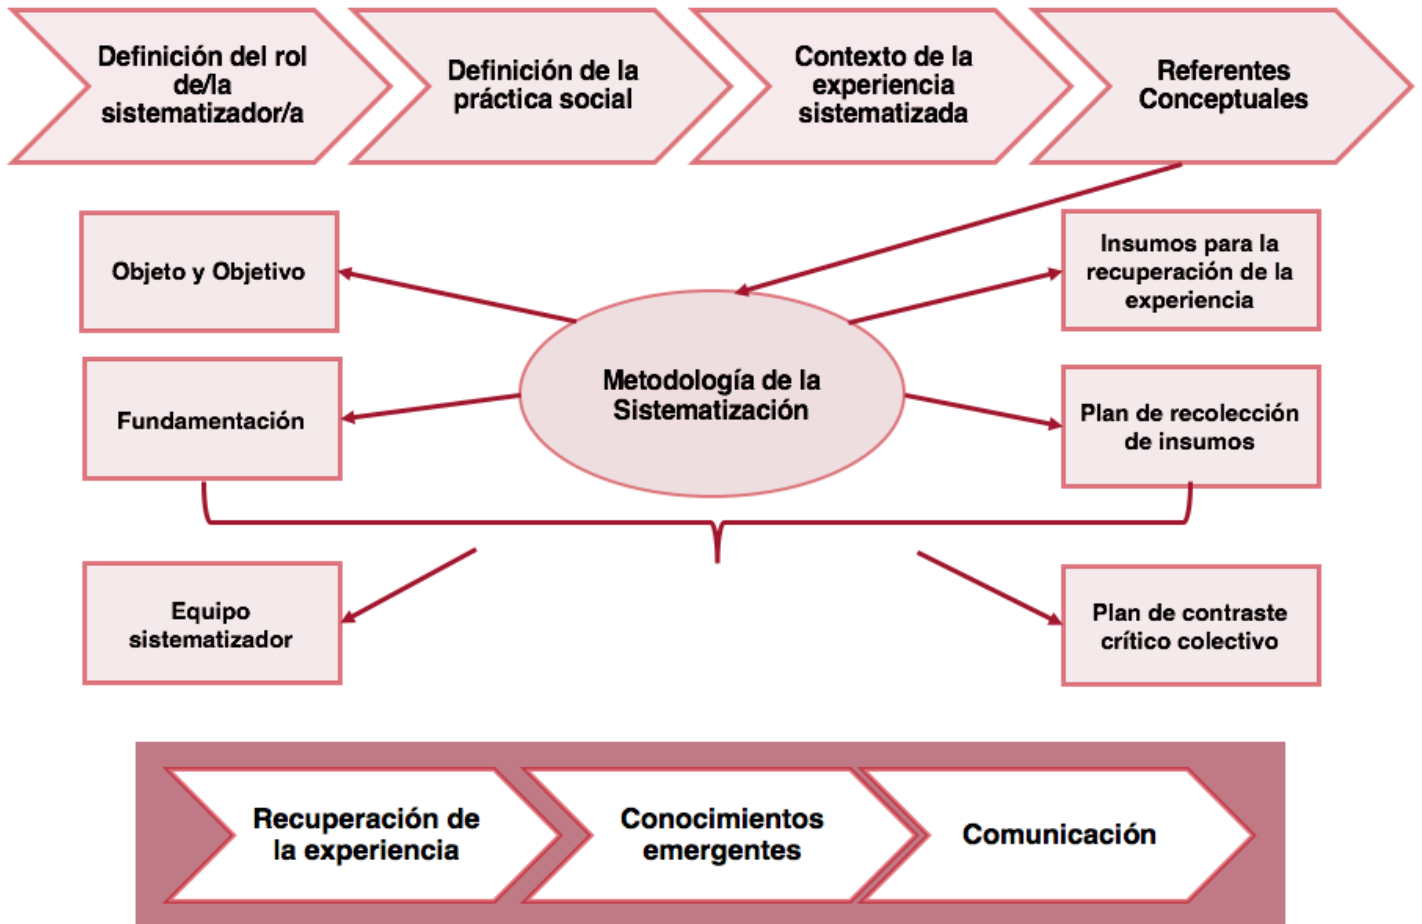 Definición del rol
de/la
sistematizador/a
Definición de la
práctica social
Contexto de la
experiencia
sistematizada
Referentes
Conceptuales
Objeto y Objetivo
Insumos para la
recuperación de la
experiencia
Metodología de la
Sistematización
Fundamentación
Plan de recolección
de insumos
Equipo
sistematizador
Plan de contraste
crítico colectivo
Recuperación de
la experiencia
Conocimientos
emergentes
Comunicación